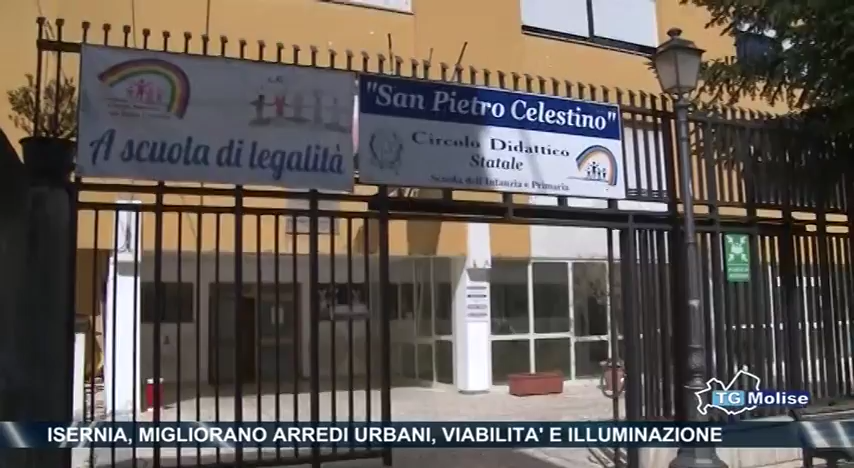 A scuola di legalità
"San Pietro Celestino"
Circolo Didattico
Statale
Scuola dell'Infanzia e Primaria
TG Molise
ISERNIA, MIGLIORANO ARREDI URBANI, VIABILITA' E ILLUMINAZIONE